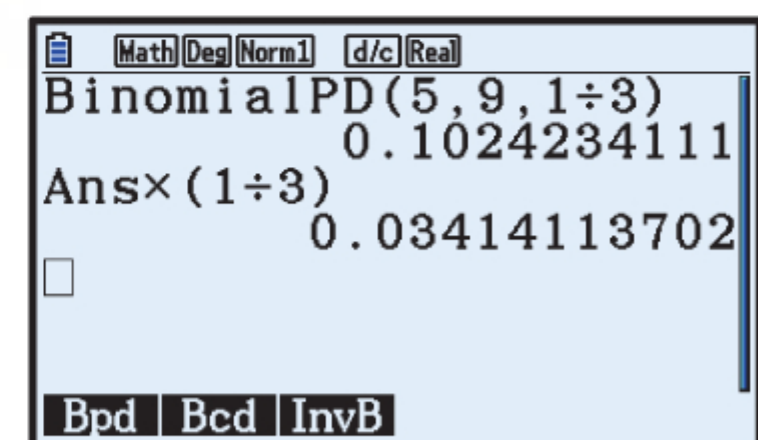 Math Deg Norm1 d/c Real
BinomialPD(5,9,1÷3)
0.1024234111
Ans×(1÷3)
0.03414113702
Bpd Bcd InvB